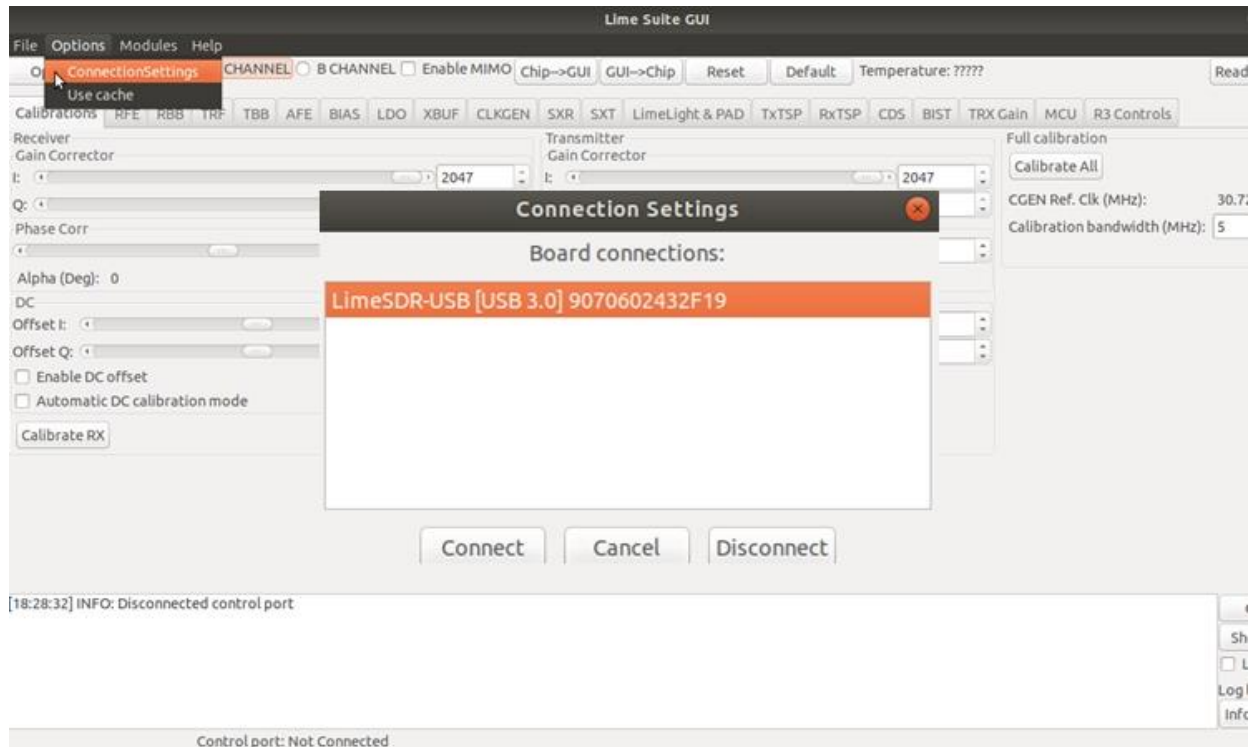 Lime Suite GUI
File Options Modules Help
ConnectionSettings CHANNEL B CHANNEL Enable MIMO Chip-->GUI GUI-->Chip Reset Default Temperature: ?????
Use cache
Calibrations RFE RBB TRF TBB AFE BIAS LDO XBUF CLKGEN SXR SXT LimeLight & PAD TxTSP RxTSP CDS BIST TRX Gain MCU R3 Controls
Receiver Transmitter Full calibration
Gain Corrector Gain Corrector
Calibrate All
I: 2047 I: 2047
Q: CGEN Ref. Clk (MHz): 30.72
Connection Settings
Phase Corr Calibration bandwidth (MHz): 5
Board connections:
Alpha (Deg): 0
DC
LimeSDR-USB [USB 3.0] 9070602432F19
Offset I:
Offset Q:
Enable DC offset
Automatic DC calibration mode
Calibrate RX
Connect Cancel Disconnect
[18:28:32] INFO: Disconnected control port
Control port: Not Connected